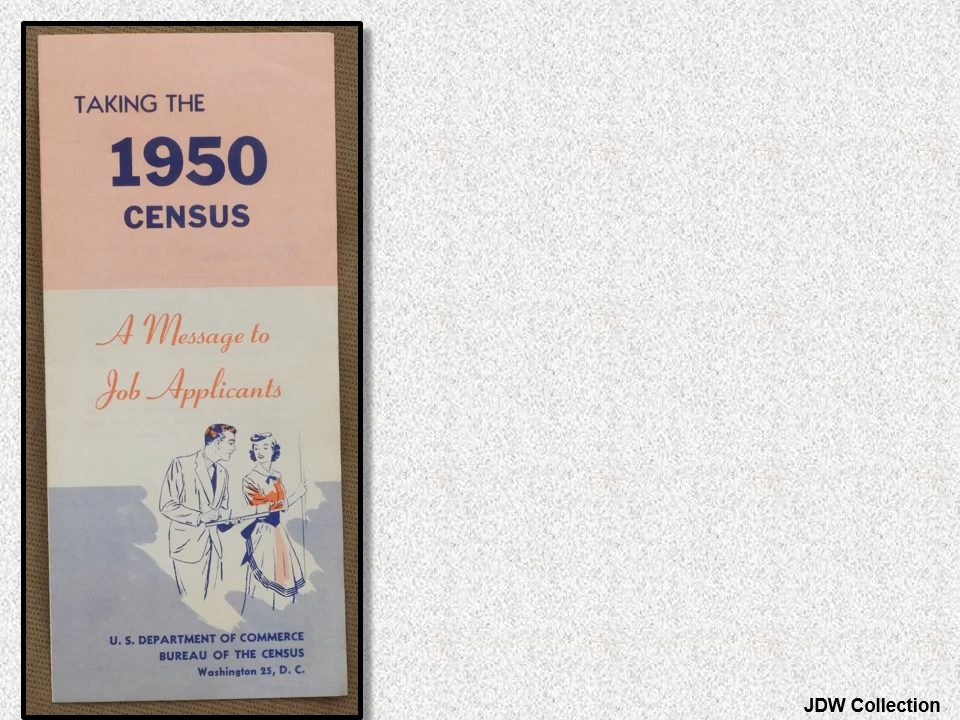 TAKING THE
1950
CENSUS
A Message to
Job Applicants
U. S. DEPARTMENT OF COMMERCE
BUREAU OF THE CENSUS
Washington 25, D. C.
JDW Collection